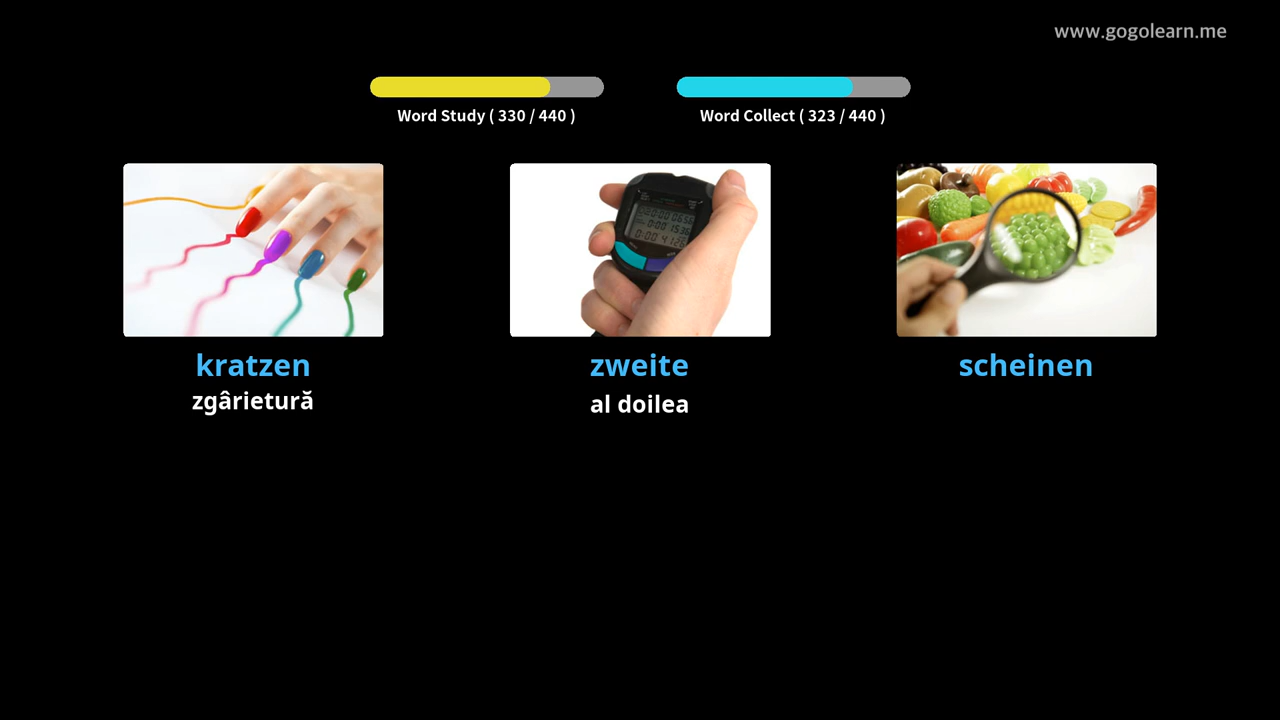 www.gogolearn.me
Word Study ( 330 / 440 )
Word Collect ( 323 / 440 )
kratzen
zgârietură
zweite
al doilea
scheinen